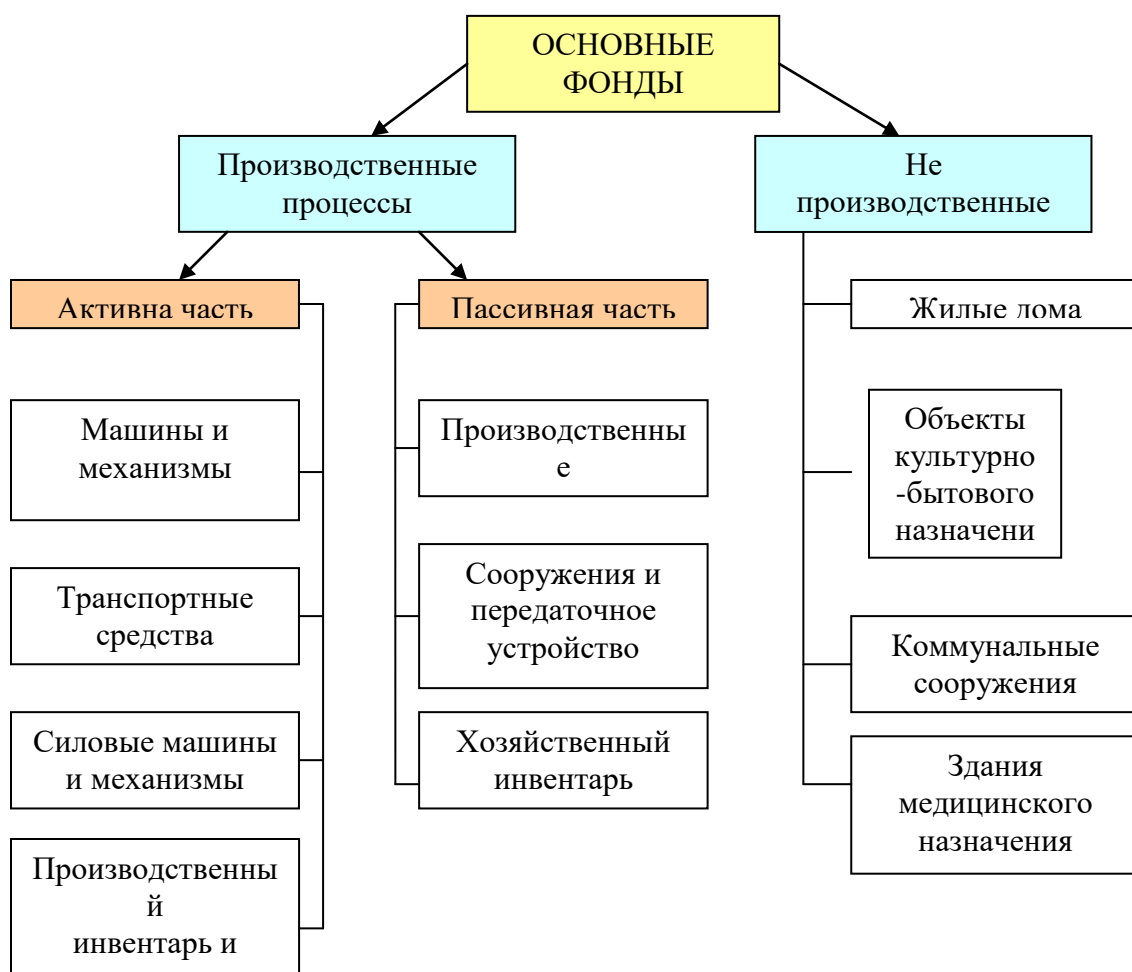 ОСНОВНЫЕ
ФОНДЫ
Производственные
процессы
Не
производственные
Активна часть
Пассивная часть
Жилые дома
Машины и
механизмы
Производственны
е
Объекты
культурно
-бытового
назначени
Транспортные
средства
Сооружения и
передаточное
устройство
Коммунальные
сооружения
Силовые машины
и механизмы
Хозяйственный
инвентарь
Здания
медицинского
назначения
Производственны
й
инвентарь и